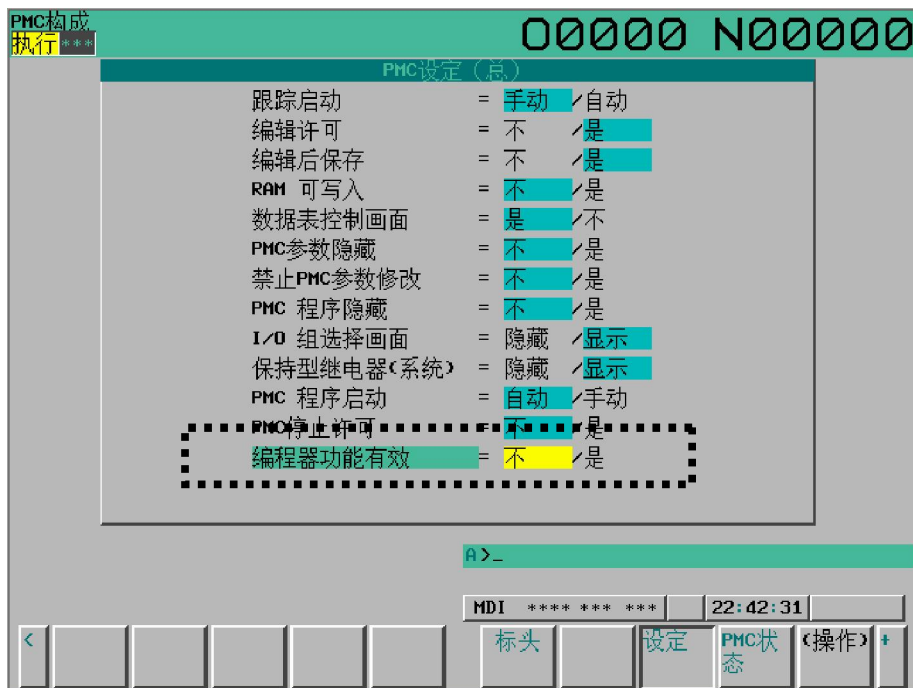 PMC构成
执行***
O0000 N00000
PMC设定（总）
跟踪启动 = 手动 /自动
编辑许可 = 不 /是
编辑后保存 = 不 /是
RAM 可写入 = 不 /是
数据表控制画面 = 是 /不
PMC参数隐藏 = 不 /是
禁止PMC参数修改 = 不 /是
PMC 程序隐藏 = 不 /是
I/O 组选择画面 = 隐藏 /显示
保持型继电器(系统) = 隐藏 /显示
PMC 程序启动 = 自动 /手动
PMC停止许可 = 不 /是
编程器功能有效 = 不 /是
A>_
MDI **** *** *** 22:42:31
< 标头 设定 PMC状态 (操作) +